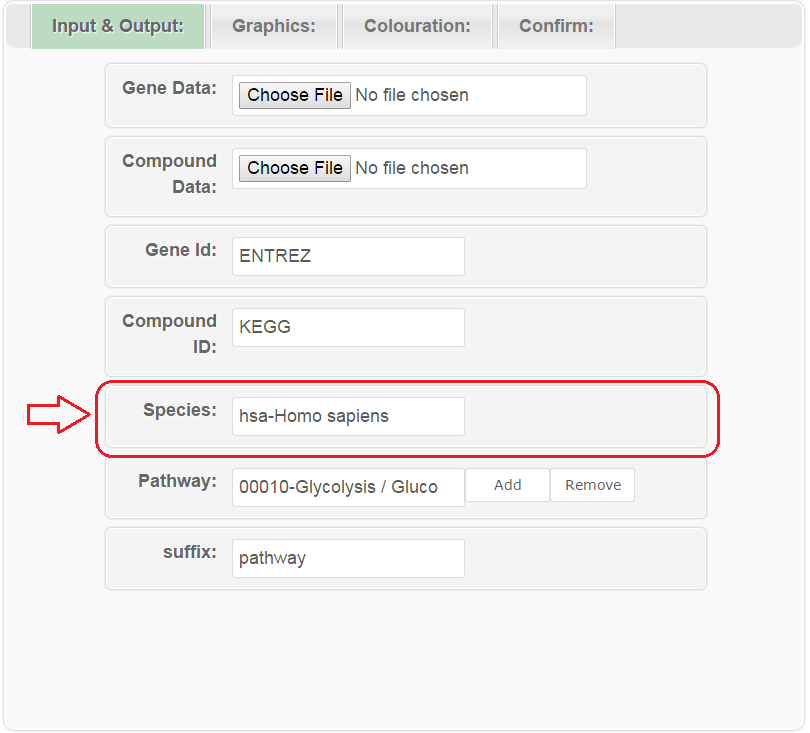 Input & Output: Graphics: Colouration: Confirm:
Gene Data: Choose File No file chosen
Compound Data: Choose File No file chosen
Gene Id: ENTREZ
Compound ID: KEGG
Species: hsa-Homo sapiens
Pathway: 00010-Glycolysis / Gluco Add Remove
suffix: pathway